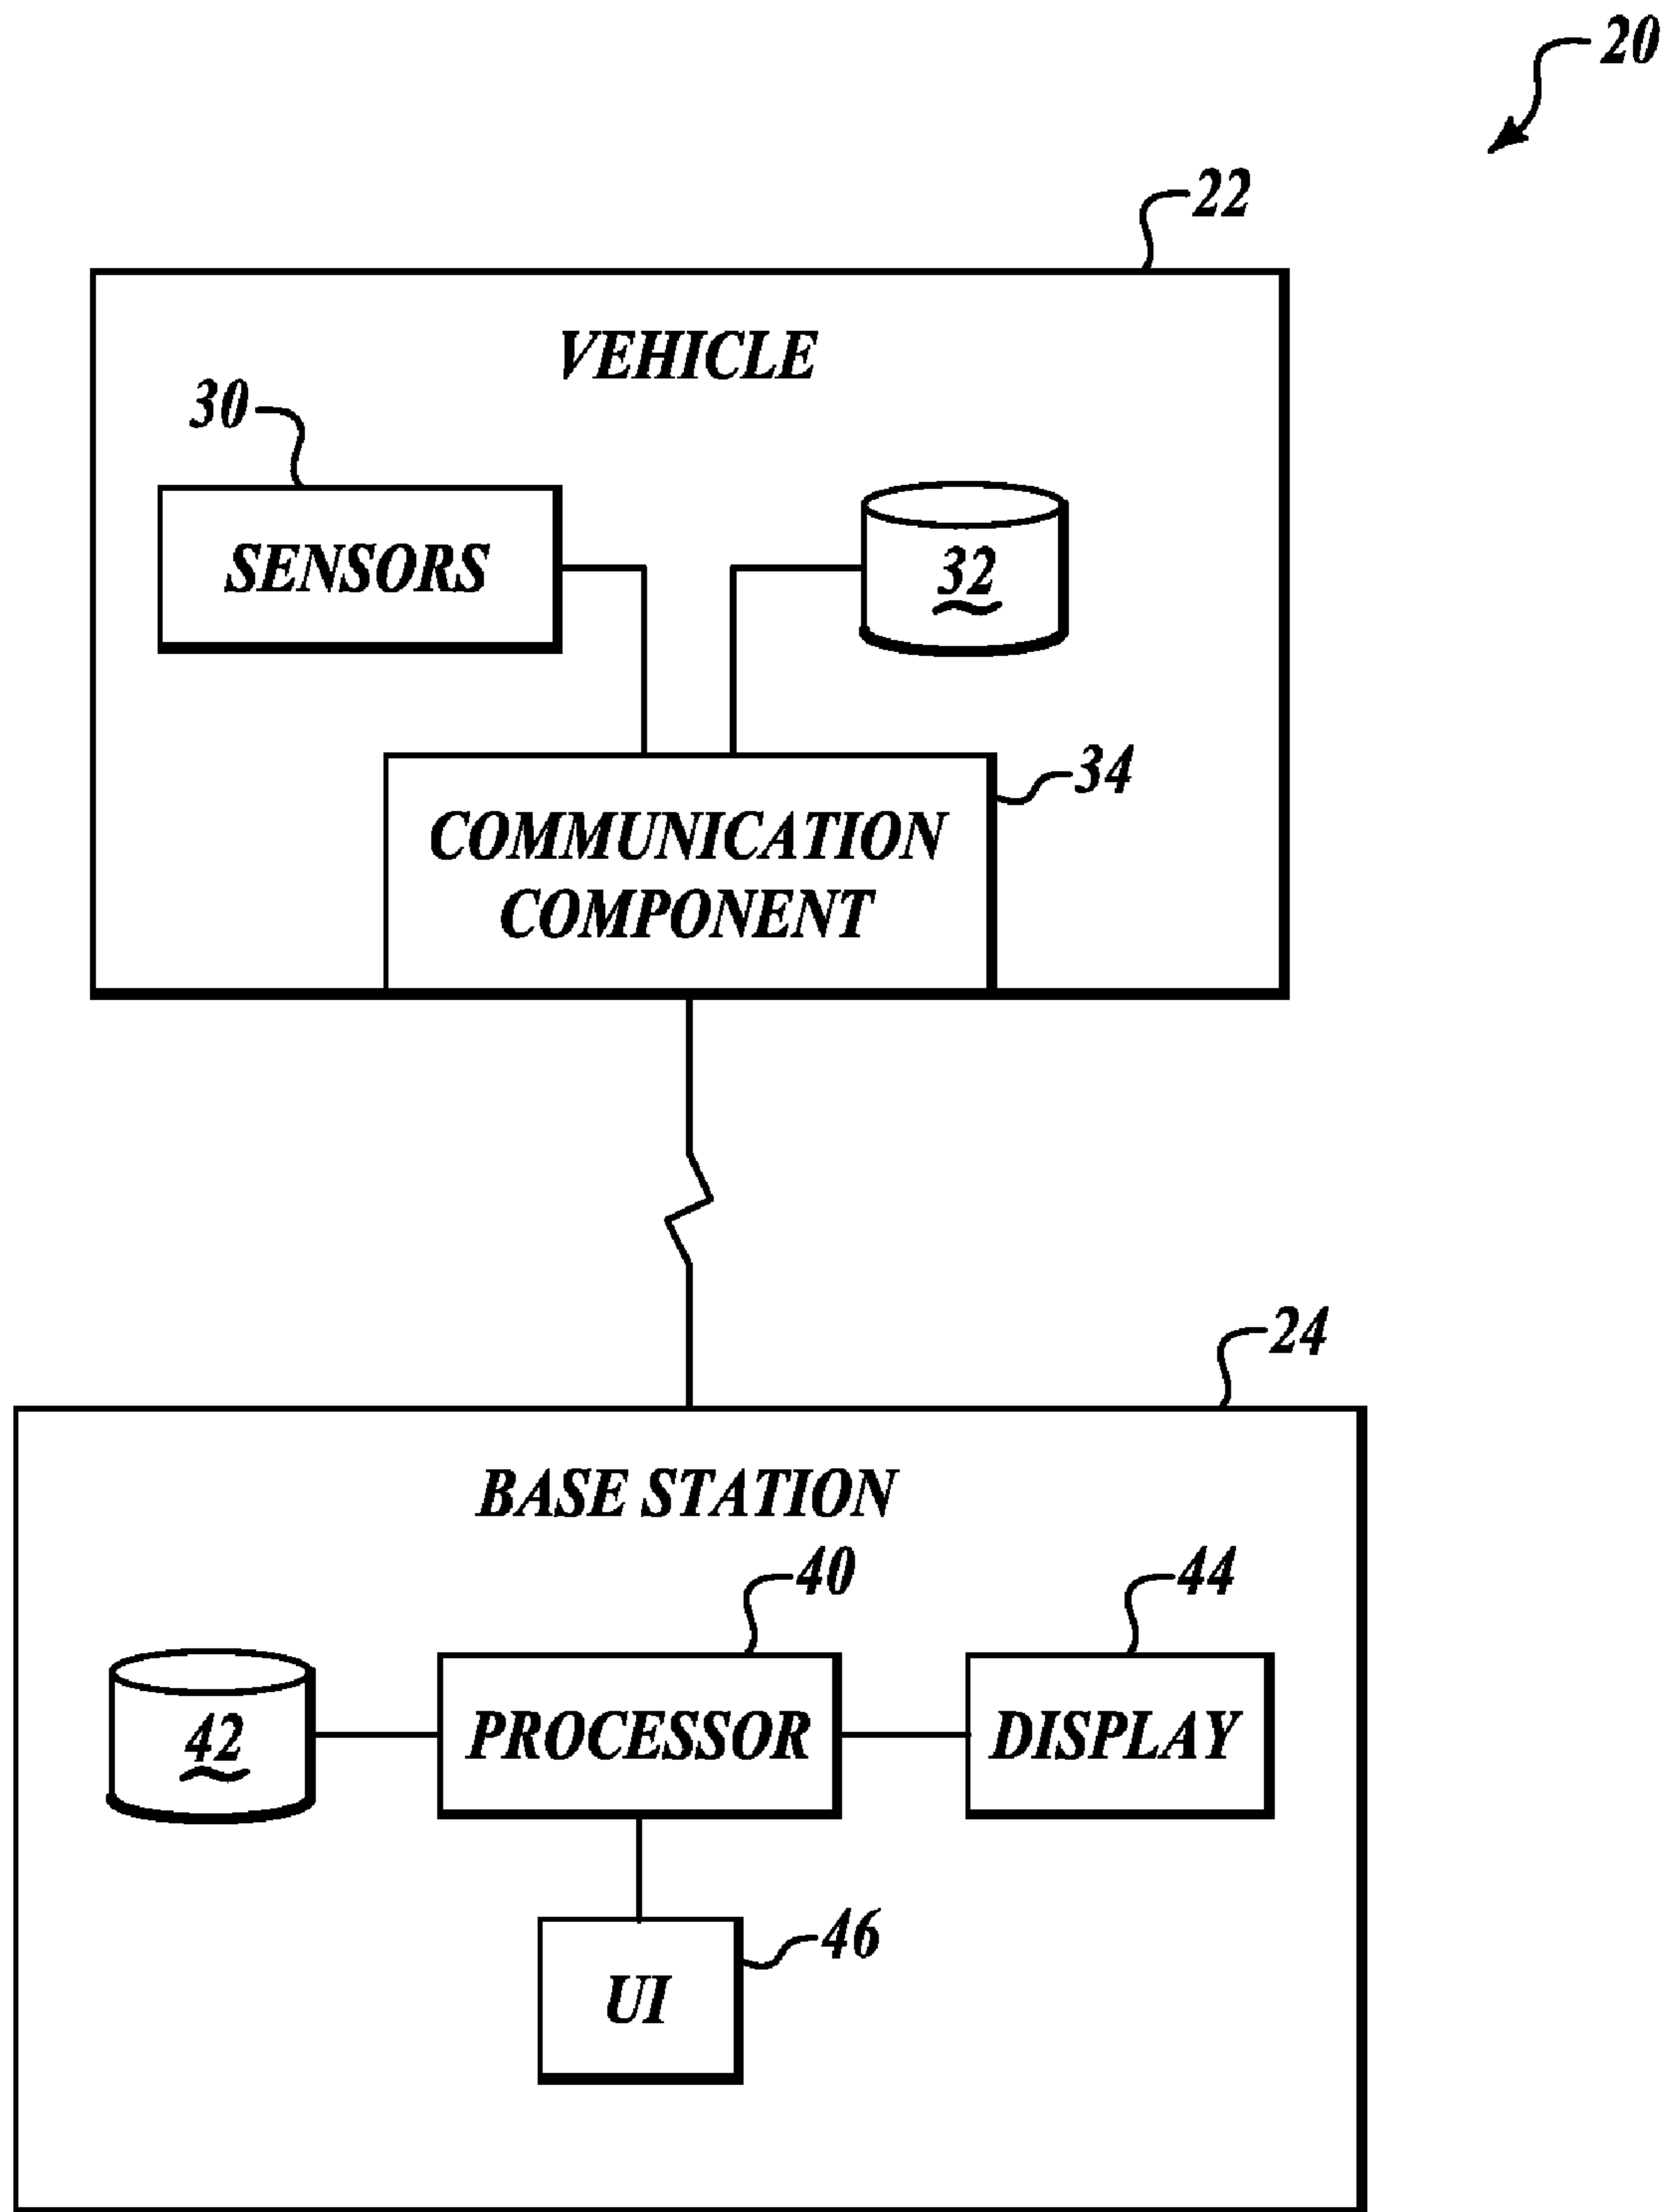 20
22
VEHICLE
30
SENSORS
32
34
COMMUNICATION
COMPONENT
24
BASE STATION
40
44
42
PROCESSOR
DISPLAY
46
UI